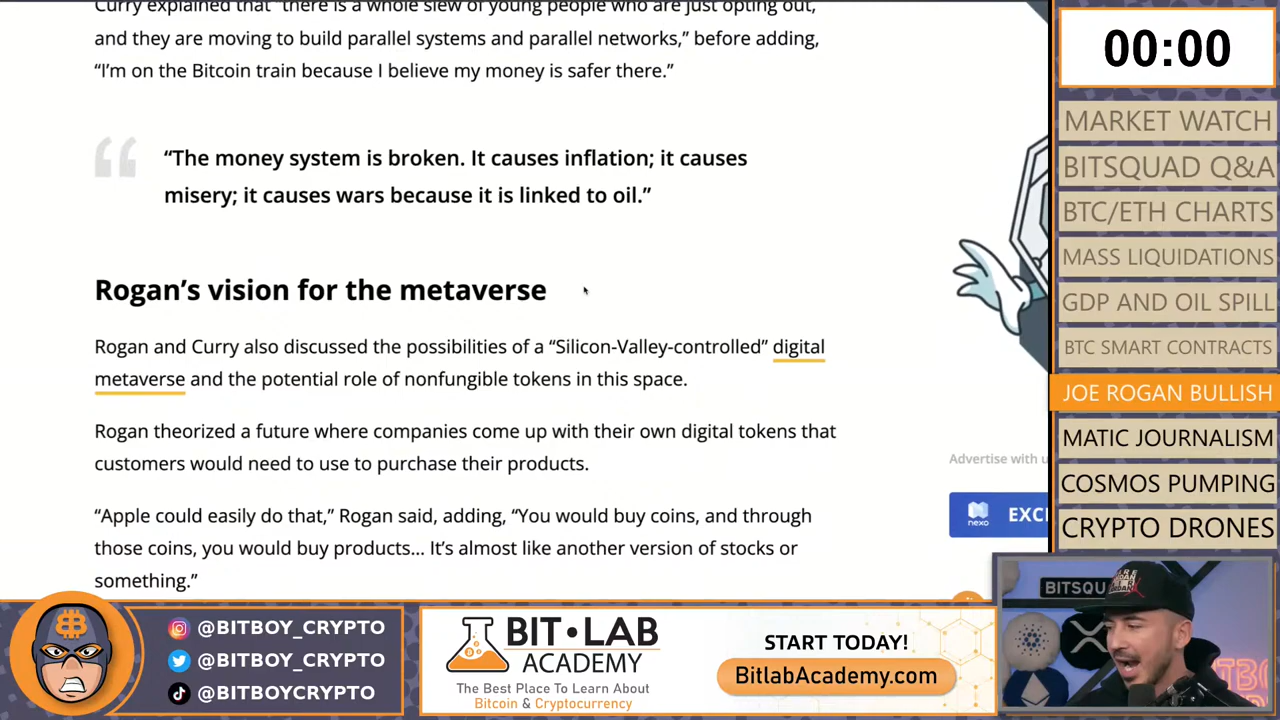 Curry explained that “there is a whole slew of young people who are just opting out,
and they are moving to build parallel systems and parallel networks,” before adding,
“I’m on the Bitcoin train because I believe my money is safer there.”
“The money system is broken. It causes inflation; it causes
misery; it causes wars because it is linked to oil.”
Rogan’s vision for the metaverse
Rogan and Curry also discussed the possibilities of a “Silicon-Valley-controlled” digital
metaverse and the potential role of nonfungible tokens in this space.
Rogan theorized a future where companies come up with their own digital tokens that
customers would need to use to purchase their products.
“Apple could easily do that,” Rogan said, adding, “You would buy coins, and through
those coins, you would buy products... It’s almost like another version of stocks or
something.”
Advertise with u
nexo
EXC
00:00
MARKET WATCH
BITSQUAD Q&A
BTC/ETH CHARTS
MASS LIQUIDATIONS
GDP AND OIL SPILL
BTC SMART CONTRACTS
JOE ROGAN BULLISH
MATIC JOURNALISM
COSMOS PUMPING
CRYPTO DRONES
BITSQU
@BITBOY_CRYPTO
@BITBOY_CRYPTO
@BITBOYCRYPTO
BIT•LAB
ACADEMY
The Best Place To Learn About
Bitcoin & Cryptocurrency
START TODAY!
BitlabAcademy.com